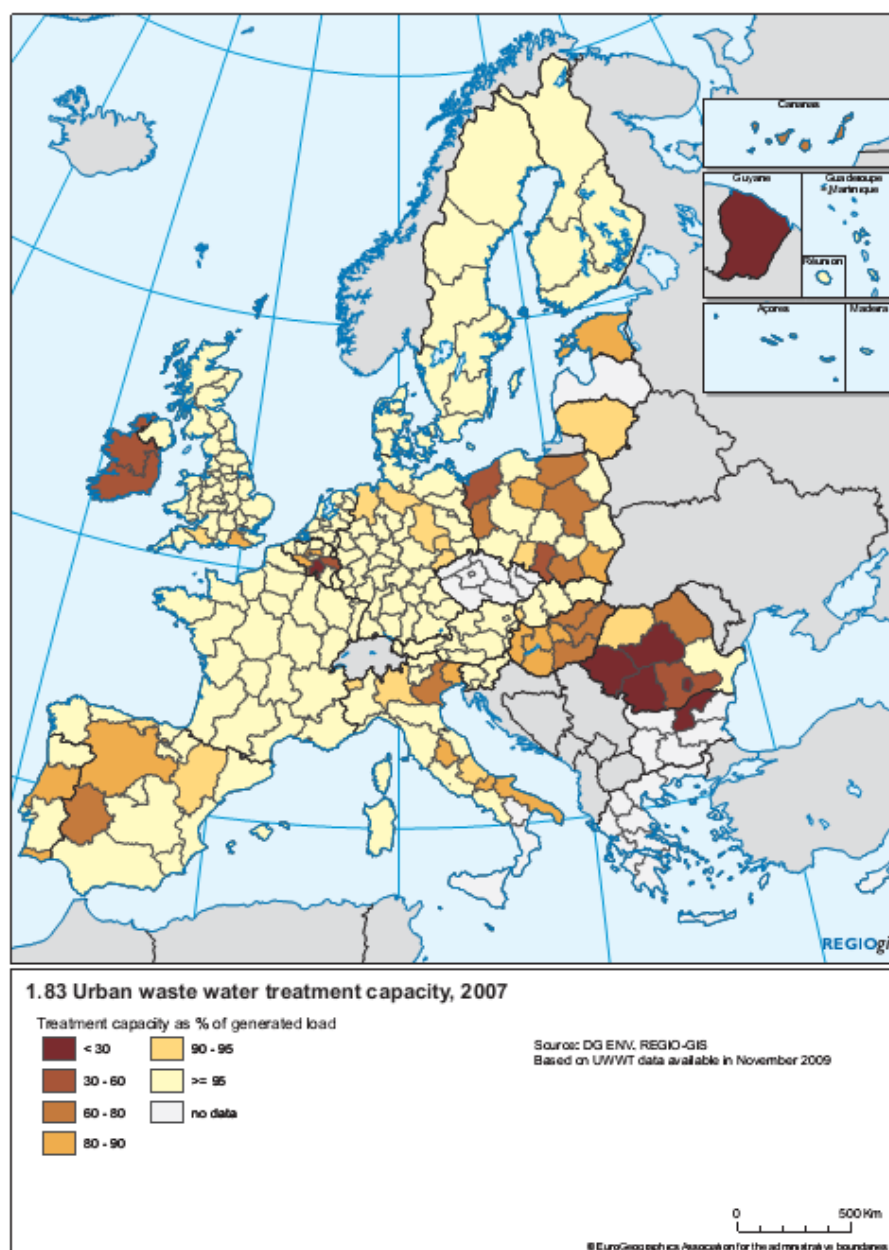 Canarias
Guyane
Guadeloupe
Martinique
Réunion
Açores
Madeira
REGIOgi
1.83 Urban waste water treatment capacity, 2007
Treatment capacity as % of generated load
< 30
30 - 60
60 - 80
80 - 90
90 - 95
>= 95
no data
Source: DG ENV. REGIO-GIS
Based on UWWT data available in November 2009
0 500 Km
© EuroGeographics Association for the administrative boundaries